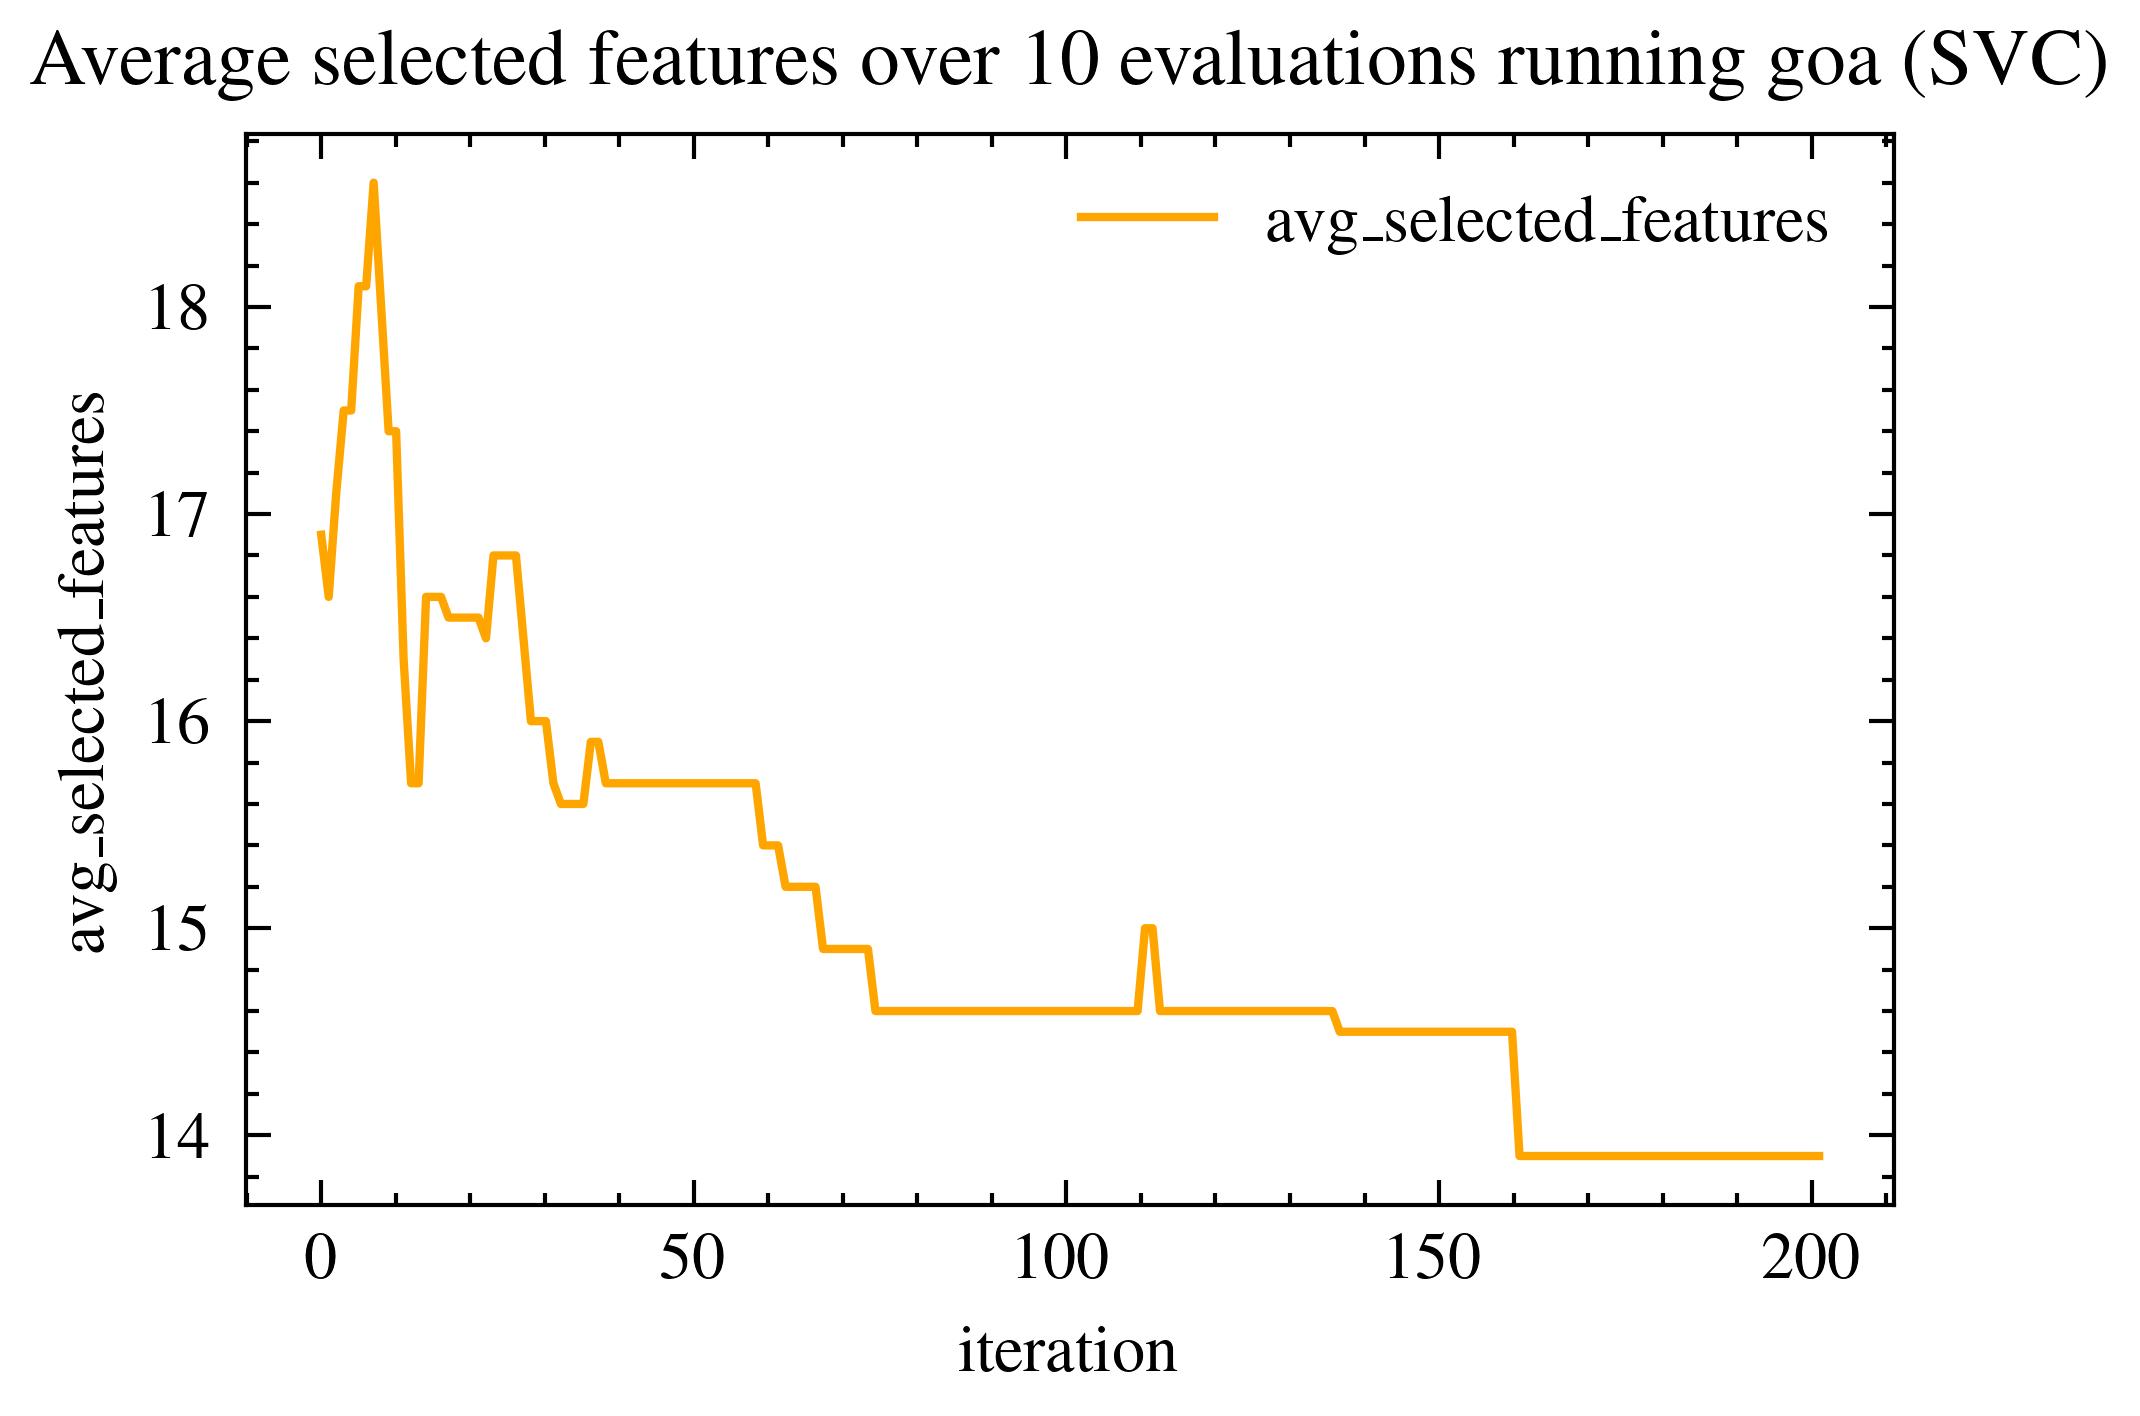 Average selected features over 10 evaluations running goa (SVC)
avg_selected_features
18
17
16
15
14
avg_selected_features
0 50 100 150 200
iteration